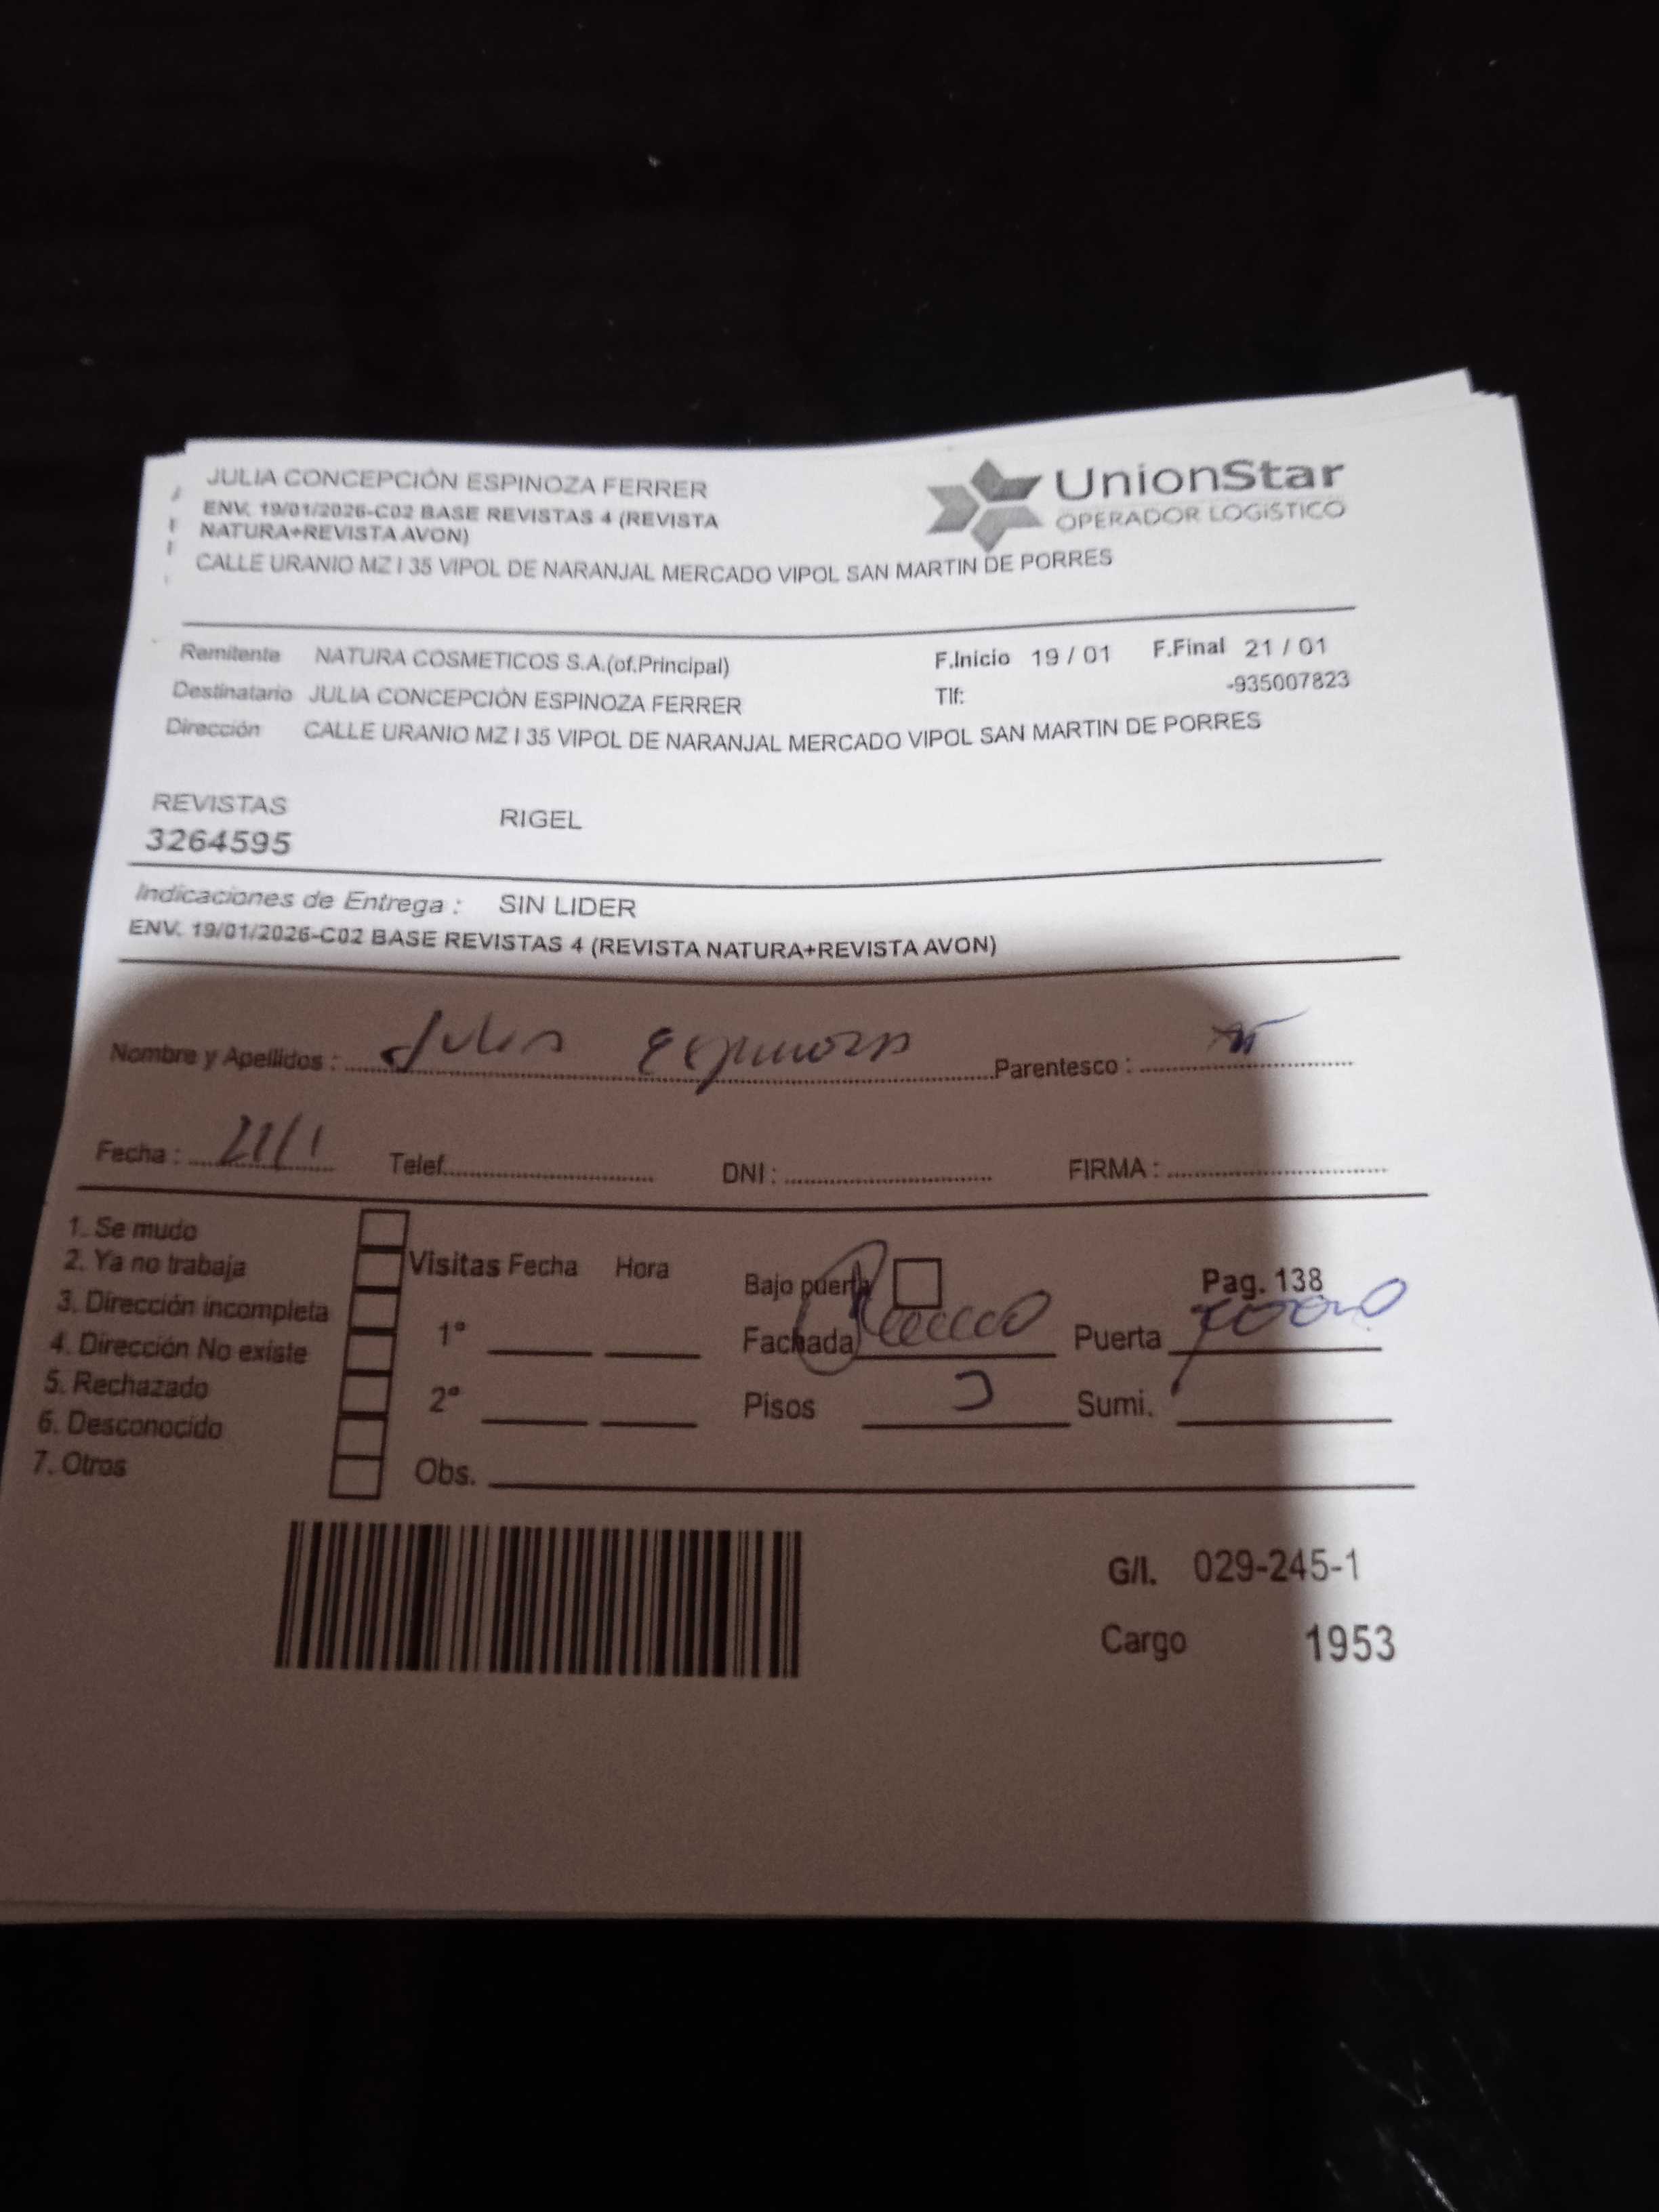 JULIA CONCEPCIÓN ESPINOZA FERRER
ENV. 19/01/2026-C02 BASE REVISTAS 4 (REVISTA
NATURA+REVISTA AVON)
CALLE URANIO MZ I 35 VIPOL DE NARANJAL MERCADO VIPOL SAN MARTIN DE PORRES
UnionStar
OPERADOR LOGÍSTICO
Remitente NATURA COSMETICOS S.A.(of.Principal) F.Inicio 19 / 01 F.Final 21 / 01
Destinatario JULIA CONCEPCIÓN ESPINOZA FERRER Tlf: -935007823
Dirección CALLE URANIO MZ I 35 VIPOL DE NARANJAL MERCADO VIPOL SAN MARTIN DE PORRES
REVISTAS RIGEL
3264595
Indicaciones de Entrega : SIN LIDER
ENV. 19/01/2026-C02 BASE REVISTAS 4 (REVISTA NATURA+REVISTA AVON)
Nombre y Apellidos : Julia Espinoza Parentesco :
Fecha : 21/1 Telef. DNI : FIRMA :
1. Se mudo
2. Ya no trabaja
3. Dirección incompleta
4. Dirección No existe
5. Rechazado
6. Desconocido
7. Otros
Visitas Fecha Hora
1°
2°
Obs.
Bajo puerta Pag. 138
Fachada Puerta
Pisos Sumi.
G/I. 029-245-1
Cargo 1953